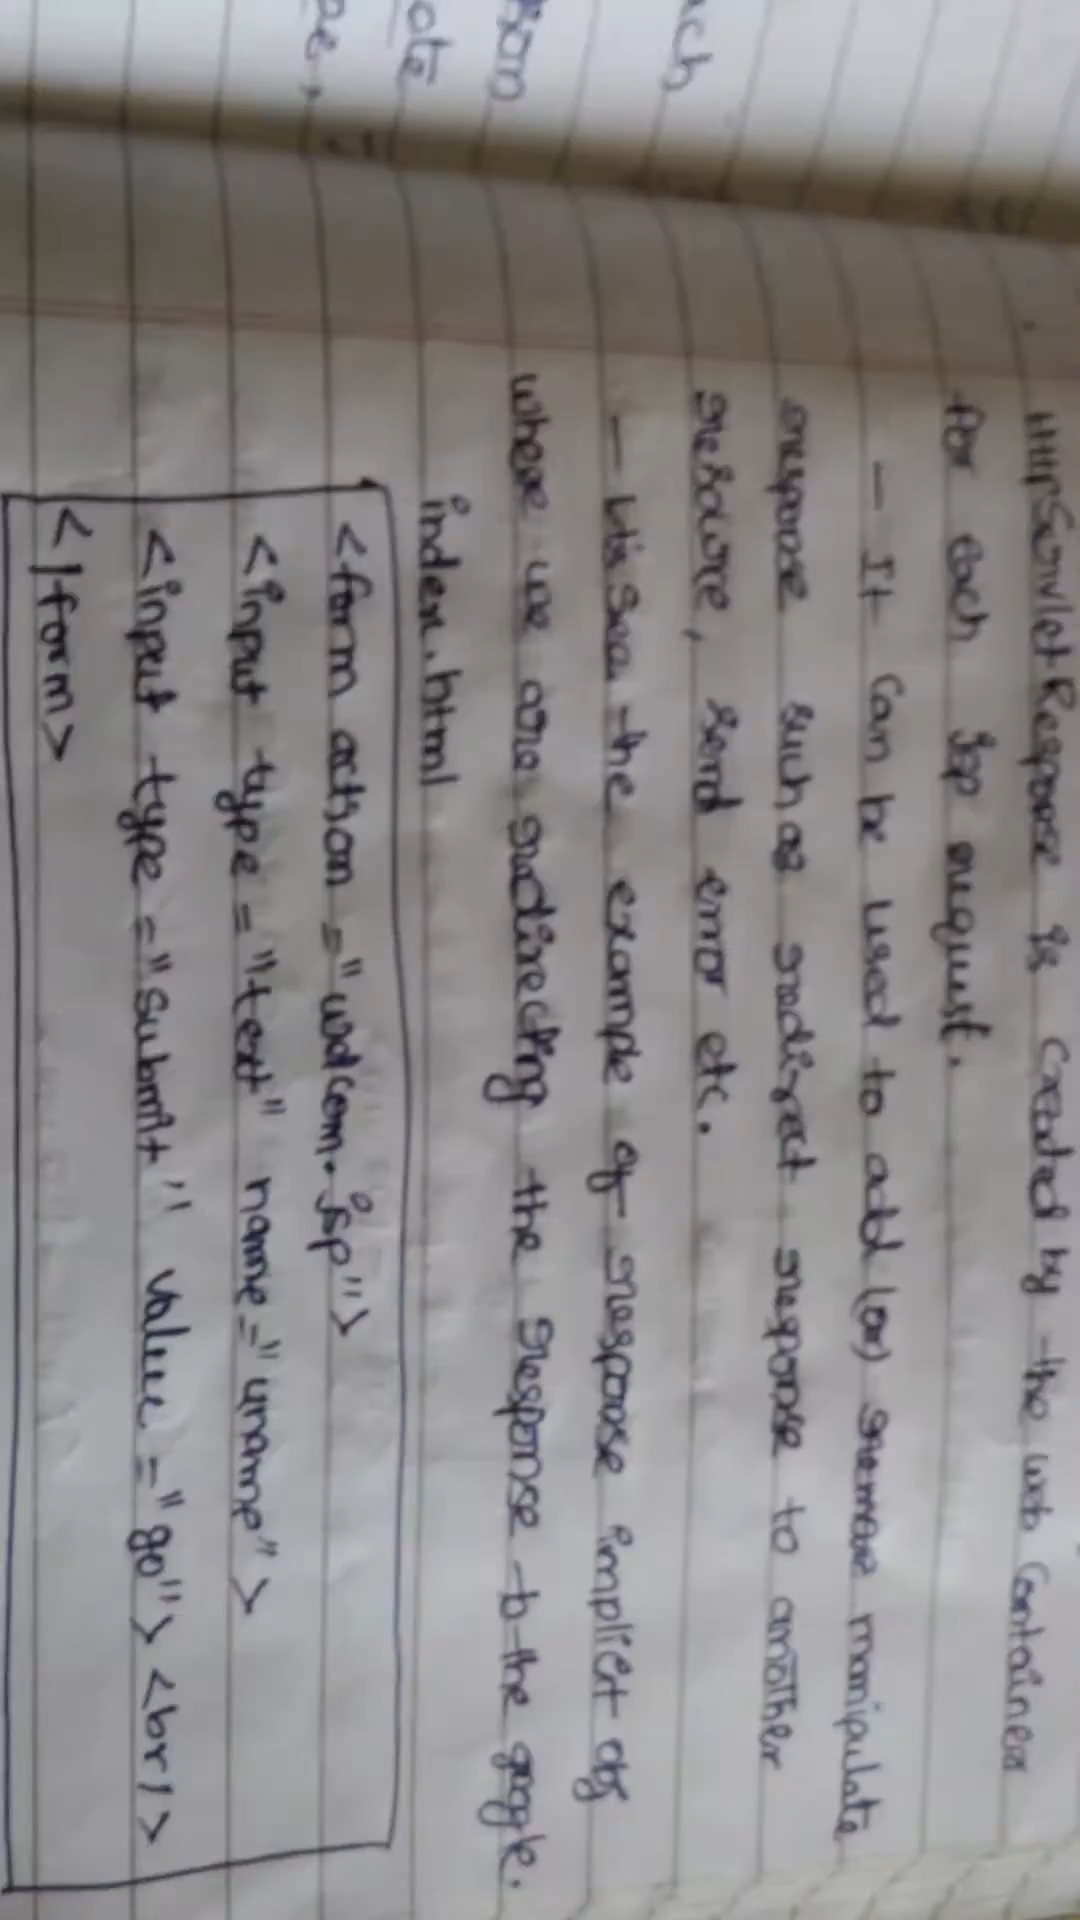 HttpServletResponse is created by the web container
for each jsp request.
— It can be used to add (or) remove manipulate
response such as redirect response to another
resource, send error etc.
— Let's see the example of response implicit obj
where we are redirecting the response to the google.
index.html
<form action = "welcom.jsp">
<input type = "text" name = "uname">
<input type = "submit" value = "go"> <br/>
</form>